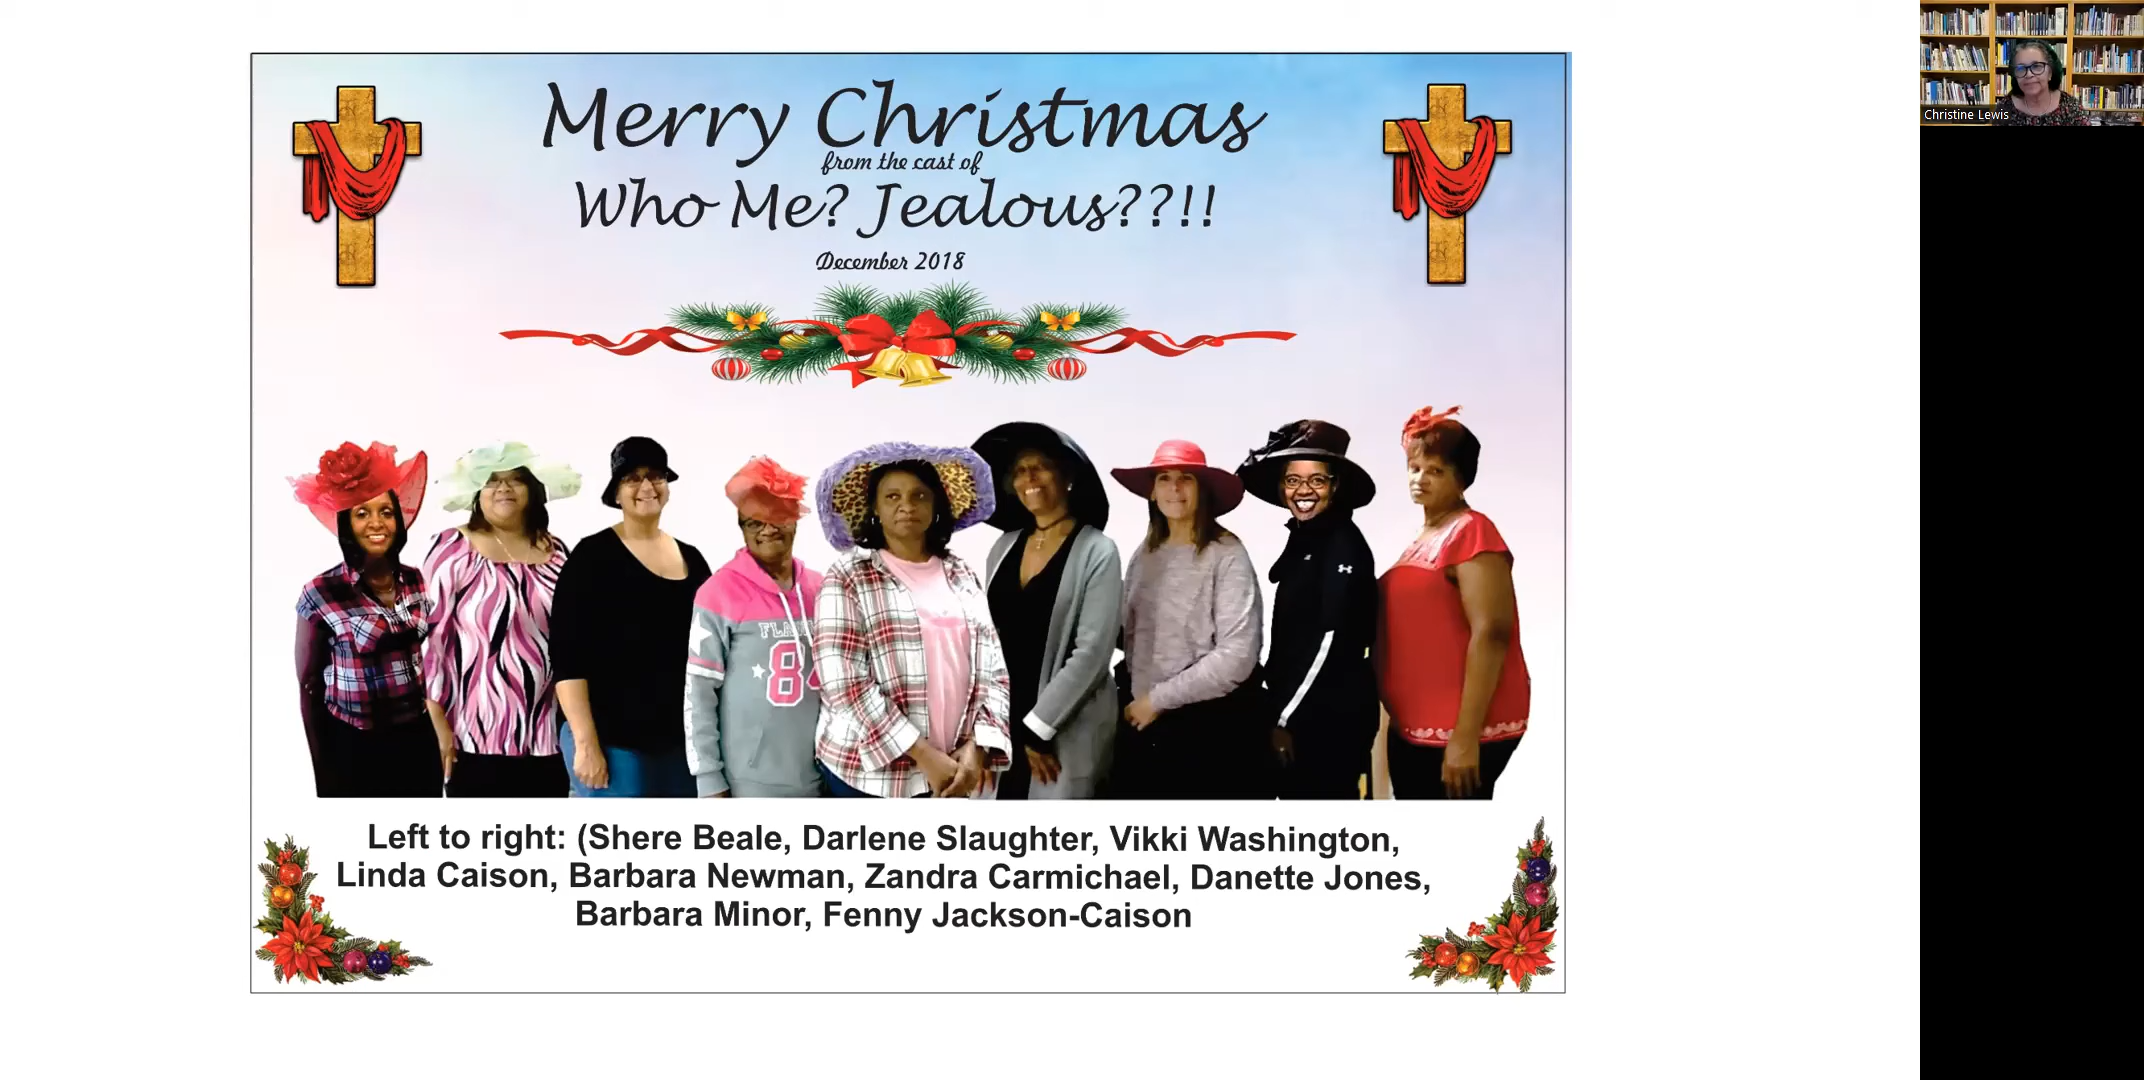 Merry Christmas
from the cast of
Who Me? Jealous??!!
December 2018
Left to right: (Shere Beale, Darlene Slaughter, Vikki Washington,
Linda Caison, Barbara Newman, Zandra Carmichael, Danette Jones,
Barbara Minor, Fenny Jackson-Caison
Christine Lewis